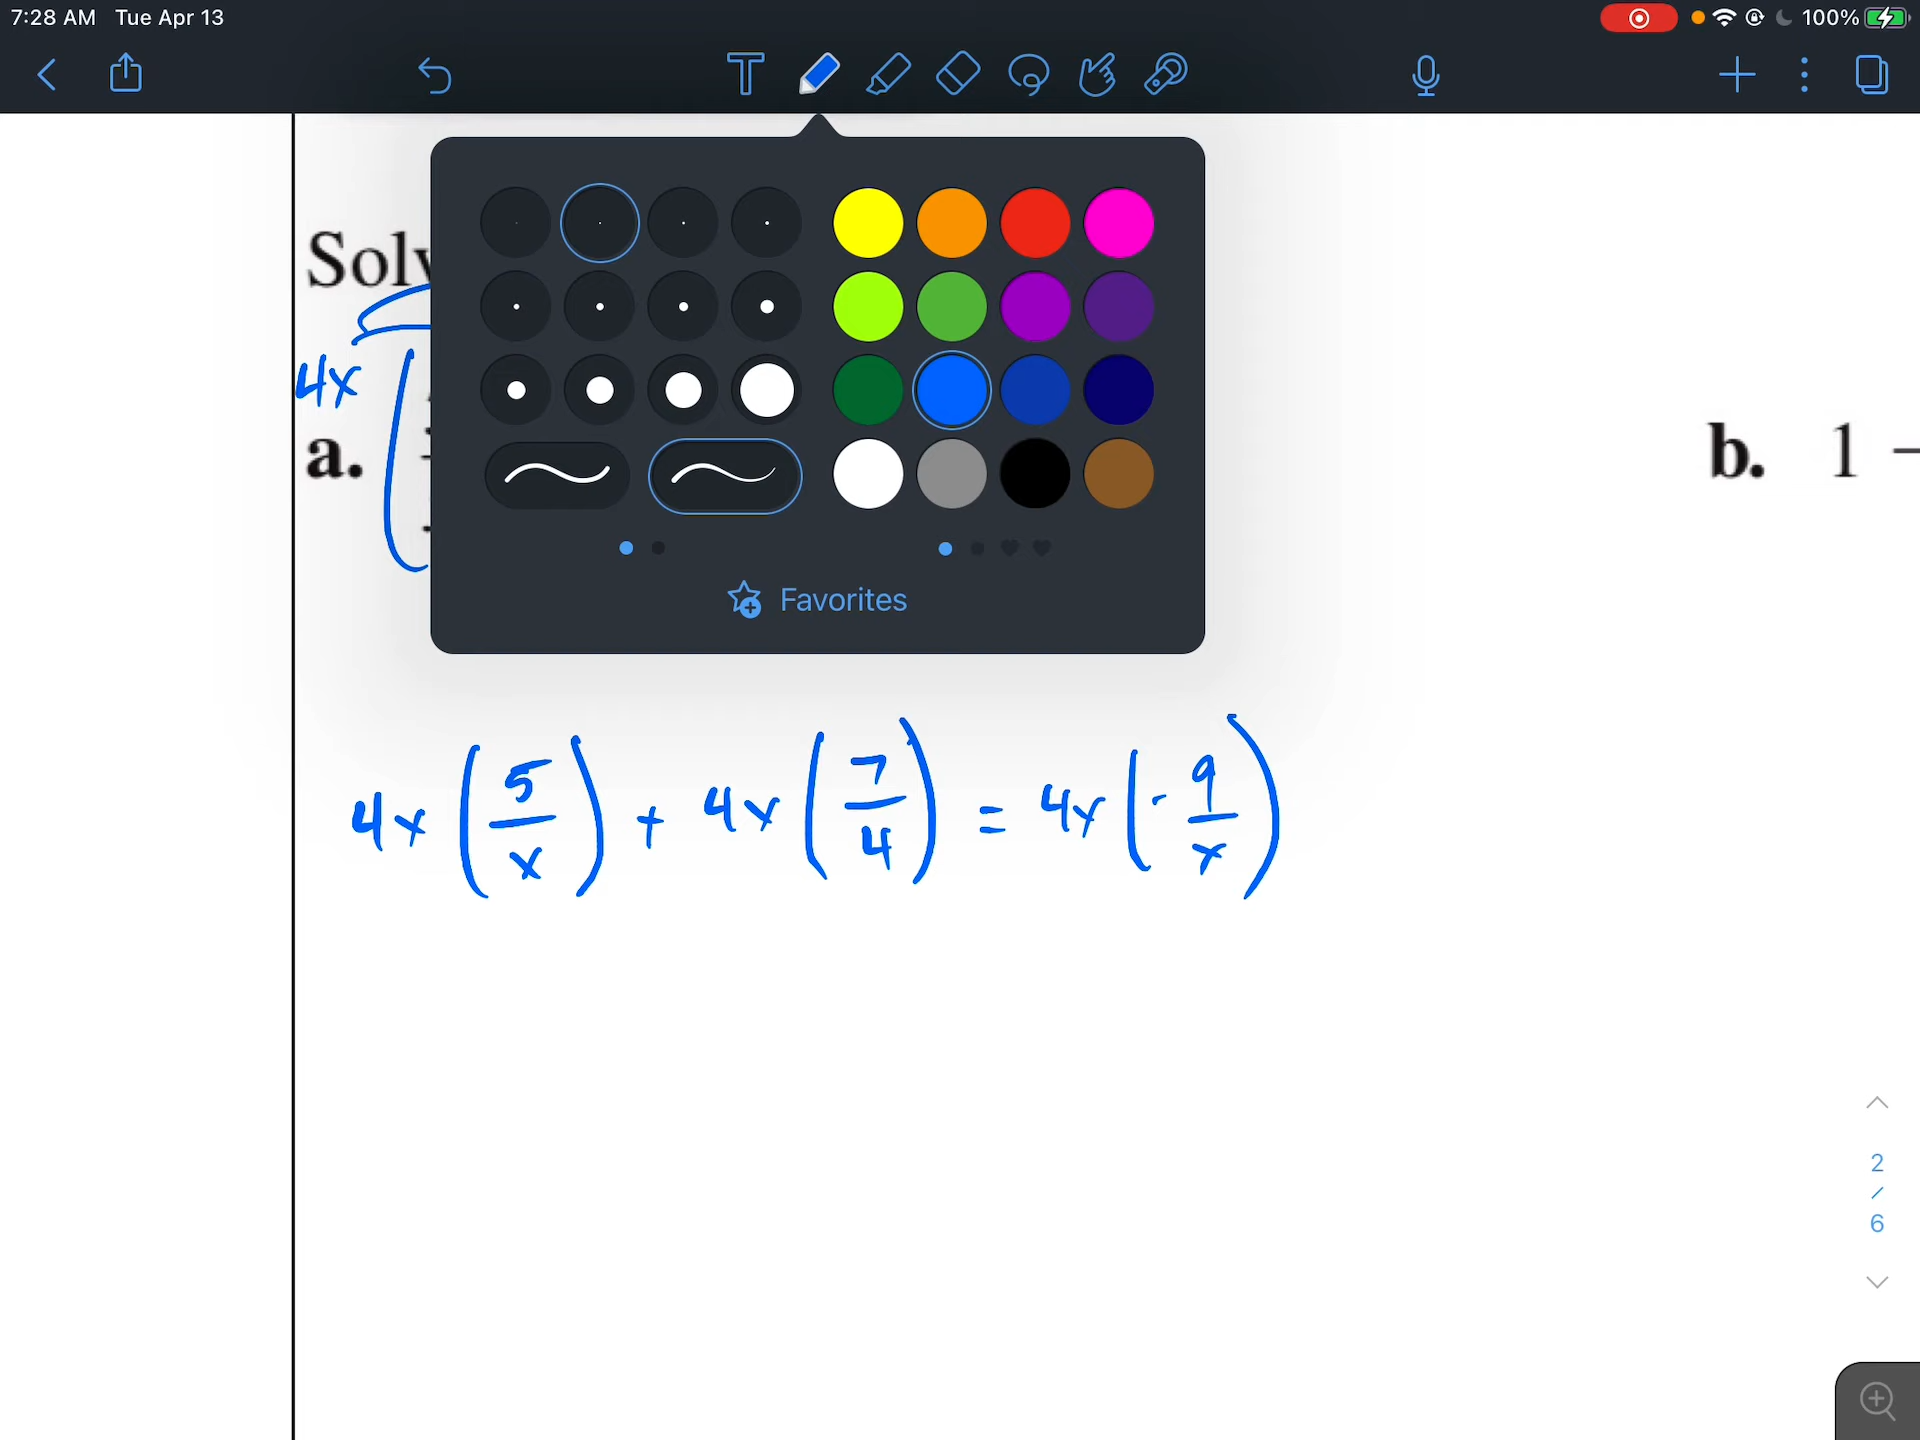 7:28 AM Tue Apr 13
100%
T
Solv
4x
a.
b. 1 –
Favorites
4x (5/x) + 4x (7/4) = 4x (-9/x)
2
/
6